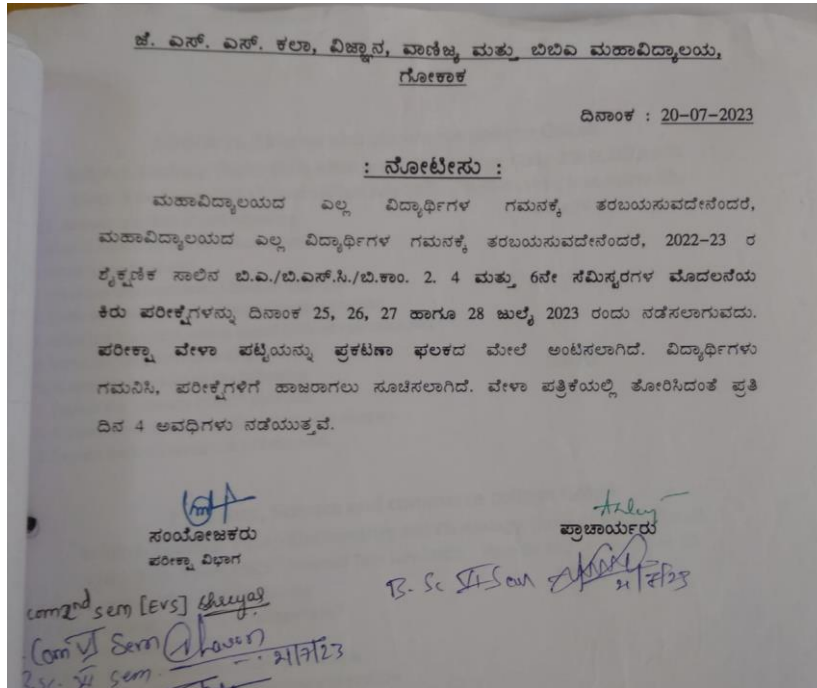 ಜೆ. ಎಸ್. ಎಸ್. ಕಲಾ, ವಿಜ್ಞಾನ, ವಾಣಿಜ್ಯ ಮತ್ತು ಬಿಬಿಎ ಮಹಾವಿದ್ಯಾಲಯ,
ಗೋಕಾಕ
ದಿನಾಂಕ : 20-07-2023
: ನೋಟೀಸು :
ಮಹಾವಿದ್ಯಾಲಯದ ಎಲ್ಲ ವಿದ್ಯಾರ್ಥಿಗಳ ಗಮನಕ್ಕೆ ತರಬಯಸುವದೇನೆಂದರೆ,
ಮಹಾವಿದ್ಯಾಲಯದ ಎಲ್ಲ ವಿದ್ಯಾರ್ಥಿಗಳ ಗಮನಕ್ಕೆ ತರಬಯಸುವದೇನೆಂದರೆ, 2022-23 ರ
ಶೈಕ್ಷಣಿಕ ಸಾಲಿನ ಬಿ.ಎ./ಬಿ.ಎಸ್.ಸಿ./ಬಿ.ಕಾಂ. 2. 4 ಮತ್ತು 6ನೇ ಸೆಮಿಸ್ಟರಗಳ ಮೊದಲನೆಯ
ಕಿರು ಪರೀಕ್ಷೆಗಳನ್ನು ದಿನಾಂಕ 25, 26, 27 ಹಾಗೂ 28 ಜುಲೈ 2023 ರಂದು ನಡೆಸಲಾಗುವದು.
ಪರೀಕ್ಷಾ ವೇಳಾ ಪಟ್ಟಿಯನ್ನು ಪ್ರಕಟಣಾ ಫಲಕದ ಮೇಲೆ ಅಂಟಿಸಲಾಗಿದೆ. ವಿದ್ಯಾರ್ಥಿಗಳು
ಗಮನಿಸಿ, ಪರೀಕ್ಷೆಗಳಿಗೆ ಹಾಜರಾಗಲು ಸೂಚಿಸಲಾಗಿದೆ. ವೇಳಾ ಪತ್ರಿಕೆಯಲ್ಲಿ ತೋರಿಸಿದಂತೆ ಪ್ರತಿ
ದಿನ 4 ಅವಧಿಗಳು ನಡೆಯುತ್ತವೆ.
ಸಂಯೋಜಕರು
ಪರೀಕ್ಷಾ ವಿಭಾಗ
ಪ್ರಾಚಾರ್ಯರು
B. Sc VI Sem 21/7/23
com 2nd sem [EVS]
Com VI Sem 21/7/23
sem.